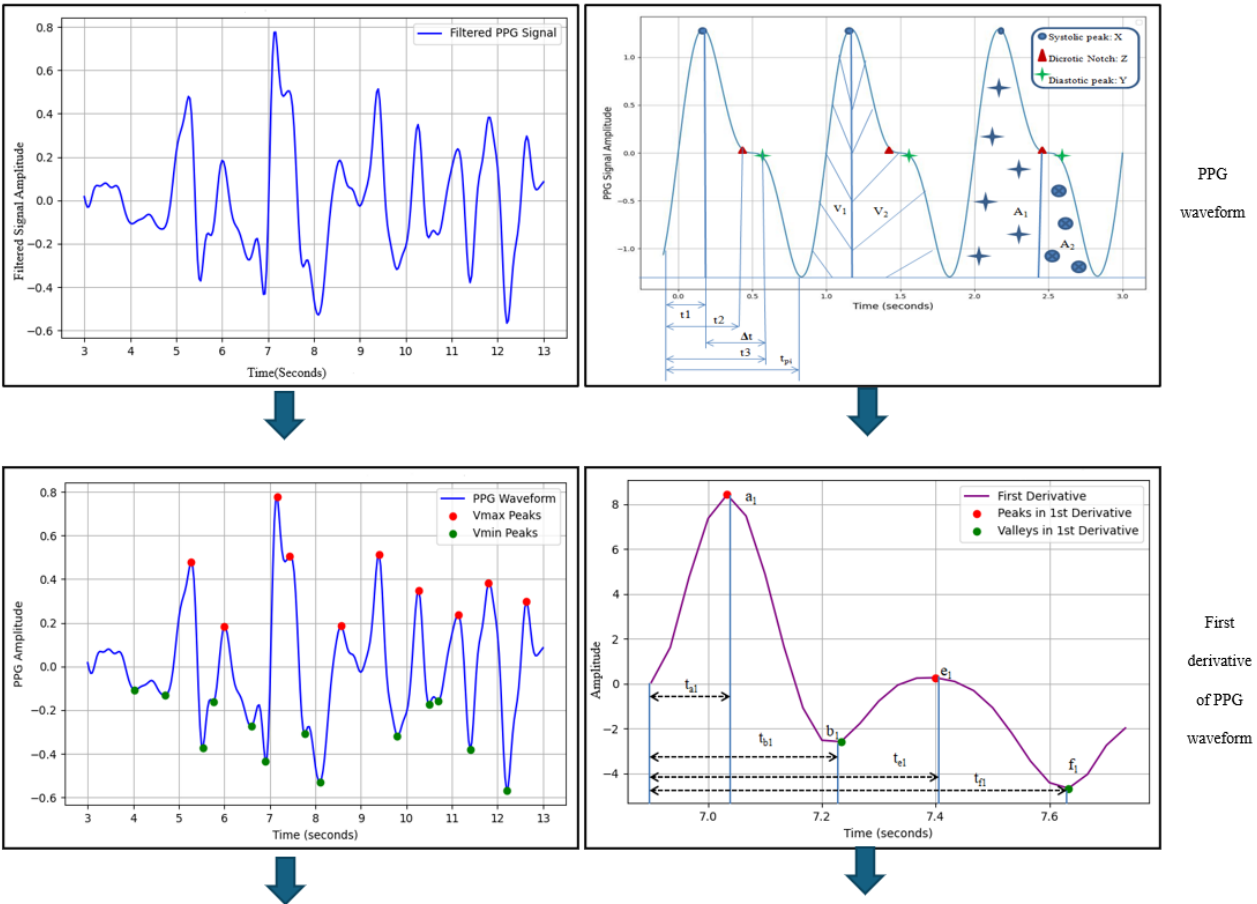 Filtered PPG Signal
0.8
0.6
0.4
0.2
0.0
−0.2
−0.4
−0.6
Filtered Signal Amplitude
3 4 5 6 7 8 9 10 11 12 13
Time(Seconds)
Systolic peak: X
Dicrotic Notch: Z
Diastotic peak: Y
1.0
0.5
0.0
−0.5
−1.0
PPG Signal Amplitude
V1
V2
A1
A2
0.0 0.5 1.0 1.5 2.0 2.5 3.0
Time (seconds)
t1
t2
Δt
t3
tpi
PPG
waveform
PPG Waveform
Vmax Peaks
Vmin Peaks
0.8
0.6
0.4
0.2
0.0
−0.2
−0.4
−0.6
PPG Amplitude
3 4 5 6 7 8 9 10 11 12 13
Time (seconds)
First Derivative
Peaks in 1st Derivative
Valleys in 1st Derivative
8
6
4
2
0
−2
−4
Amplitude
a1
e1
b1
f1
ta1
tb1
te1
tf1
7.0 7.2 7.4 7.6
Time (seconds)
First
derivative
of PPG
waveform